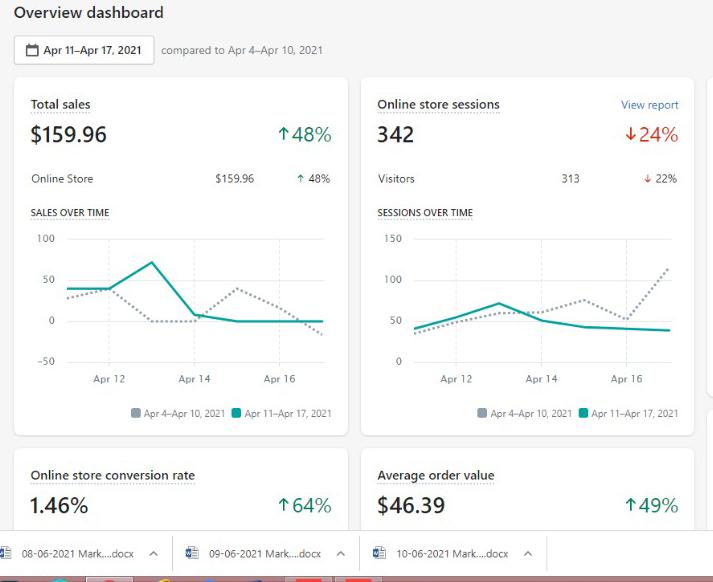 Overview dashboard
Apr 11–Apr 17, 2021 compared to Apr 4–Apr 10, 2021
Total sales
$159.96 ↑48%
Online Store $159.96 ↑ 48%
SALES OVER TIME
100
50
0
−50
Apr 12 Apr 14 Apr 16
Apr 4–Apr 10, 2021 Apr 11–Apr 17, 2021
Online store sessions View report
342 ↓24%
Visitors 313 ↓ 22%
SESSIONS OVER TIME
150
100
50
0
Apr 12 Apr 14 Apr 16
Apr 4–Apr 10, 2021 Apr 11–Apr 17, 2021
Online store conversion rate
1.46% ↑64%
Average order value
$46.39 ↑49%
08-06-2021 Mark....docx 09-06-2021 Mark....docx 10-06-2021 Mark....docx